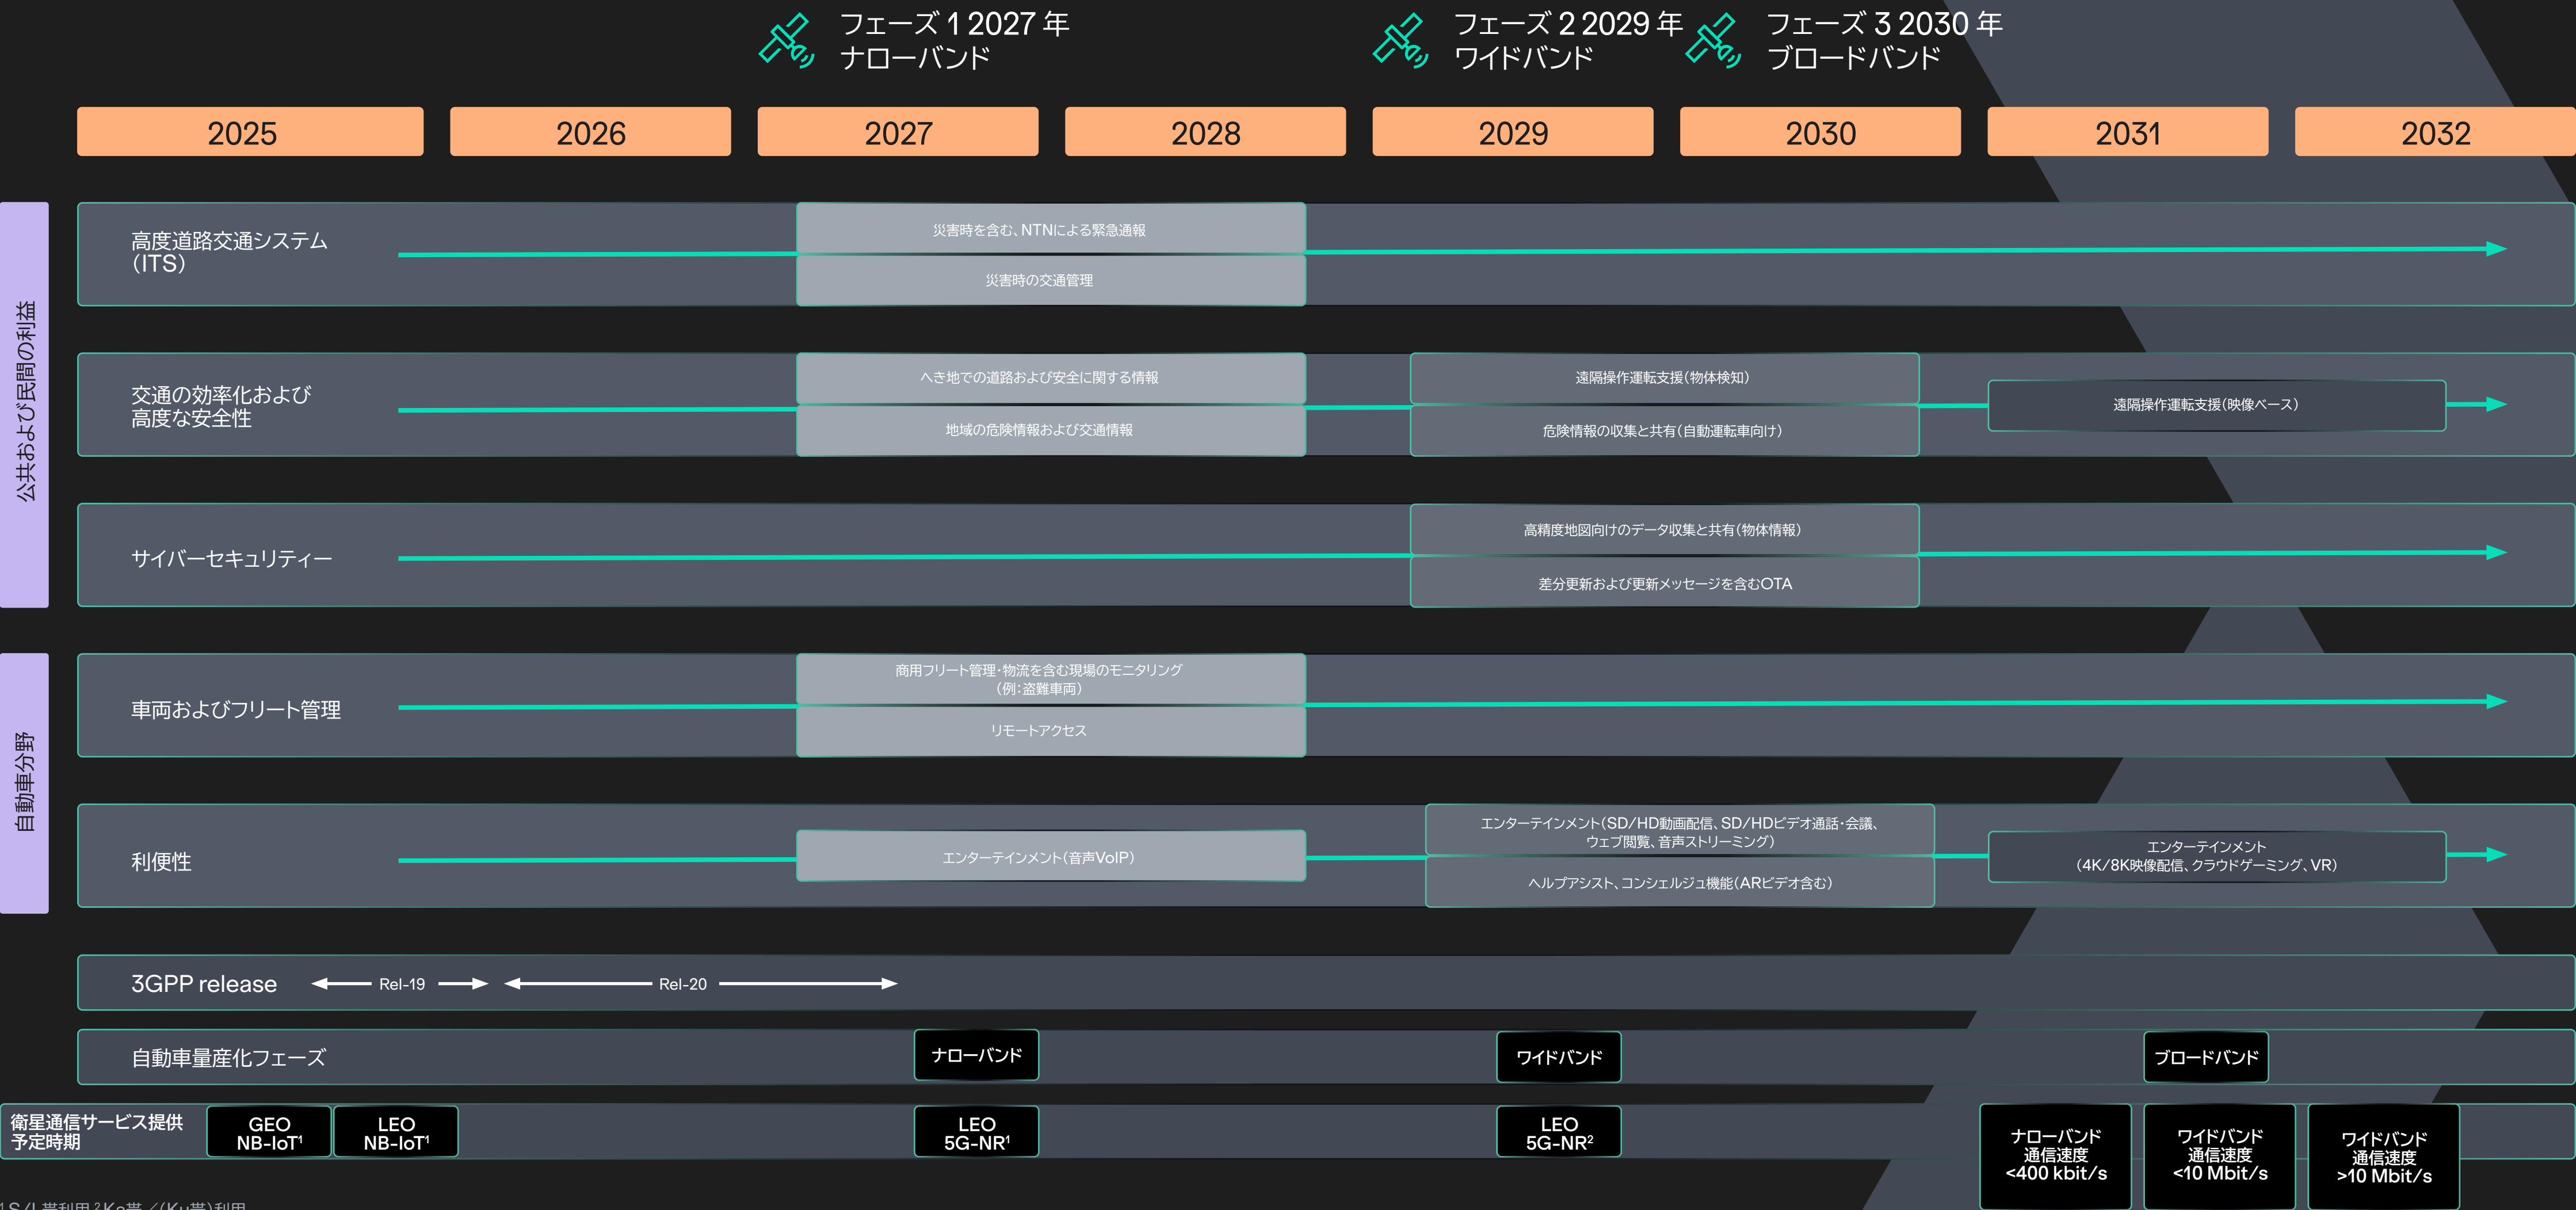 フェーズ 1 2027 年
ナローバンド
フェーズ 2 2029 年
ワイドバンド
フェーズ 3 2030 年
ブロードバンド
2025
2026
2027
2028
2029
2030
2031
2032
公共および民間の利益
高度道路交通システム
（ITS）
災害時を含む、NTNによる緊急通報
災害時の交通管理
交通の効率化および
高度な安全性
へき地での道路および安全に関する情報
地域の危険情報および交通情報
遠隔操作運転支援（物体検知）
危険情報の収集と共有（自動運転車向け）
遠隔操作運転支援（映像ベース）
サイバーセキュリティー
高精度地図向けのデータ収集と共有（物体情報）
差分更新および更新メッセージを含むOTA
自動車分野
車両およびフリート管理
商用フリート管理・物流を含む現場のモニタリング
（例：盗難車両）
リモートアクセス
利便性
エンターテインメント（音声VoIP）
エンターテインメント（SD/HD動画配信、SD/HDビデオ通話・会議、
ウェブ閲覧、音声ストリーミング）
ヘルプアシスト、コンシェルジュ機能（ARビデオ含む）
エンターテインメント
（4K/8K映像配信、クラウドゲーミング、VR）
3GPP release
Rel-19
Rel-20
自動車量産化フェーズ
ナローバンド
ワイドバンド
ブロードバンド
衛星通信サービス提供
予定時期
GEO
NB-IoT¹
LEO
NB-IoT¹
LEO
5G-NR¹
LEO
5G-NR²
ナローバンド
通信速度
<400 kbit/s
ワイドバンド
通信速度
<10 Mbit/s
ワイドバンド
通信速度
>10 Mbit/s
¹ S/L帯利用 ² Ka帯／（Ku帯）利用